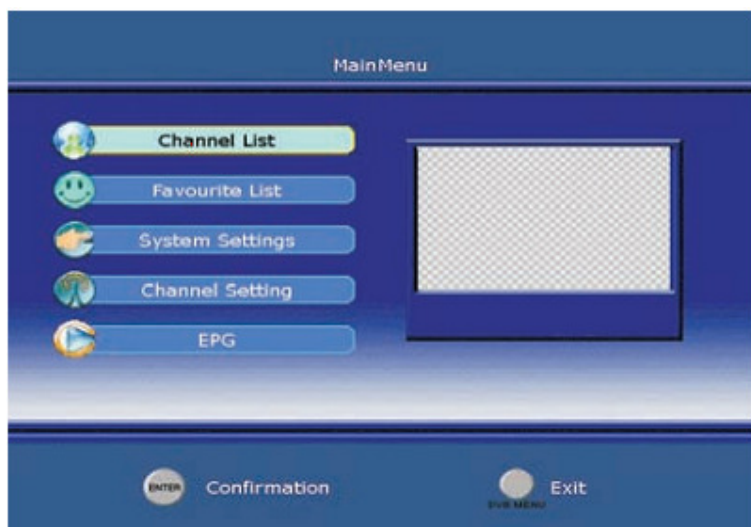 MainMenu
Channel List
Favourite List
System Settings
Channel Setting
EPG
ENTER Confirmation
Exit
DVB MENU